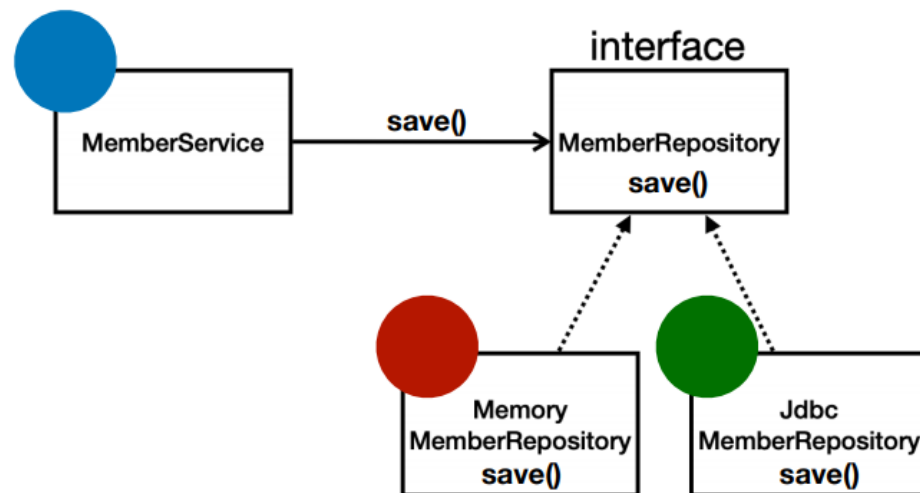 interface
MemberService
save()
MemberRepository
save()
Memory
MemberRepository
save()
Jdbc
MemberRepository
save()